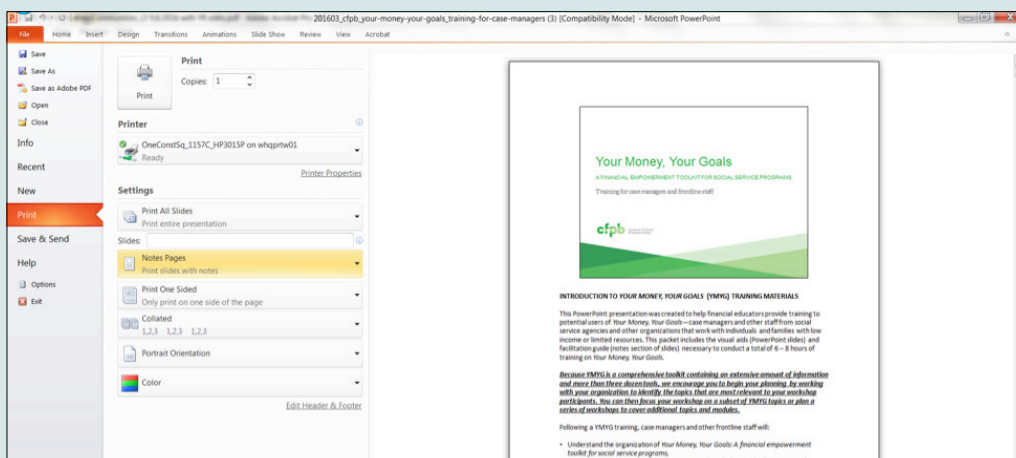 201603_cfpb_your-money-your-goals_training-for-case-managers (3) [Compatibility Mode] - Microsoft PowerPoint
File Home Insert Design Transitions Animations Slide Show Review View Acrobat
Save
Save As
Save as Adobe PDF
Open
Close
Info
Recent
New
Print
Save & Send
Help
Options
Exit
Print
Print
Copies: 1
Printer
OneConstSq_1157C_HP3015P on whqprtw01
Ready
Printer Properties
Settings
Print All Slides
Print entire presentation
Slides:
Notes Pages
Print slides with notes
Print One Sided
Only print on one side of the page
Collated
1,2,3 1,2,3 1,2,3
Portrait Orientation
Color
Edit Header & Footer
Your Money, Your Goals
A FINANCIAL EMPOWERMENT TOOLKIT FOR SOCIAL SERVICE PROGRAMS
Training for case managers and frontline staff
cfpb
INTRODUCTION TO YOUR MONEY, YOUR GOALS (YMYG) TRAINING MATERIALS
This PowerPoint presentation was created to help financial educators provide training to
potential users of Your Money, Your Goals—case managers and other staff from social
service agencies and other organizations that work with individuals and families with low
income or limited resources. This packet includes the visual aids (PowerPoint slides) and
facilitation guide (notes section of slides) necessary to conduct a total of 6 – 8 hours of
training on Your Money, Your Goals.
Because YMYG is a comprehensive toolkit containing an extensive amount of information
and more than three dozen tools, we encourage you to begin your planning by working
with your organization to identify the topics that are most relevant to your workshop
participants. You can then focus your workshop on a subset of YMYG topics or plan a
series of workshops to cover additional topics and modules.
Following a YMYG training, case managers and other frontline staff will:
• Understand the organization of Your Money, Your Goals: A financial empowerment
toolkit for social service programs,